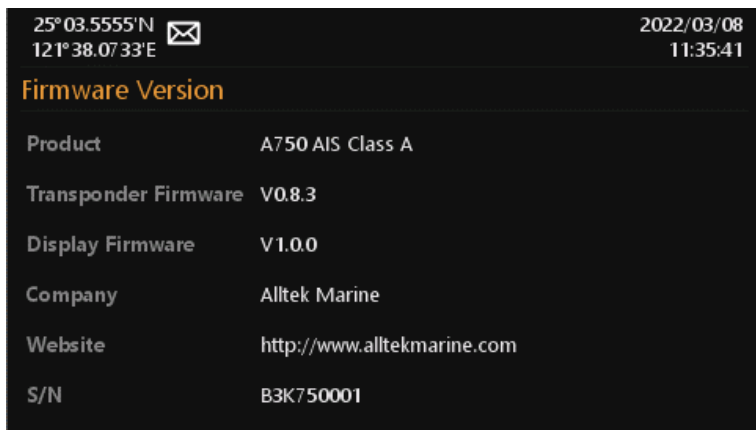 25°03.5555'N
121°38.0733'E
2022/03/08
11:35:41
Firmware Version
Product A750 AIS Class A
Transponder Firmware V0.8.3
Display Firmware V1.0.0
Company Alltek Marine
Website http://www.alltekmarine.com
S/N B3K750001